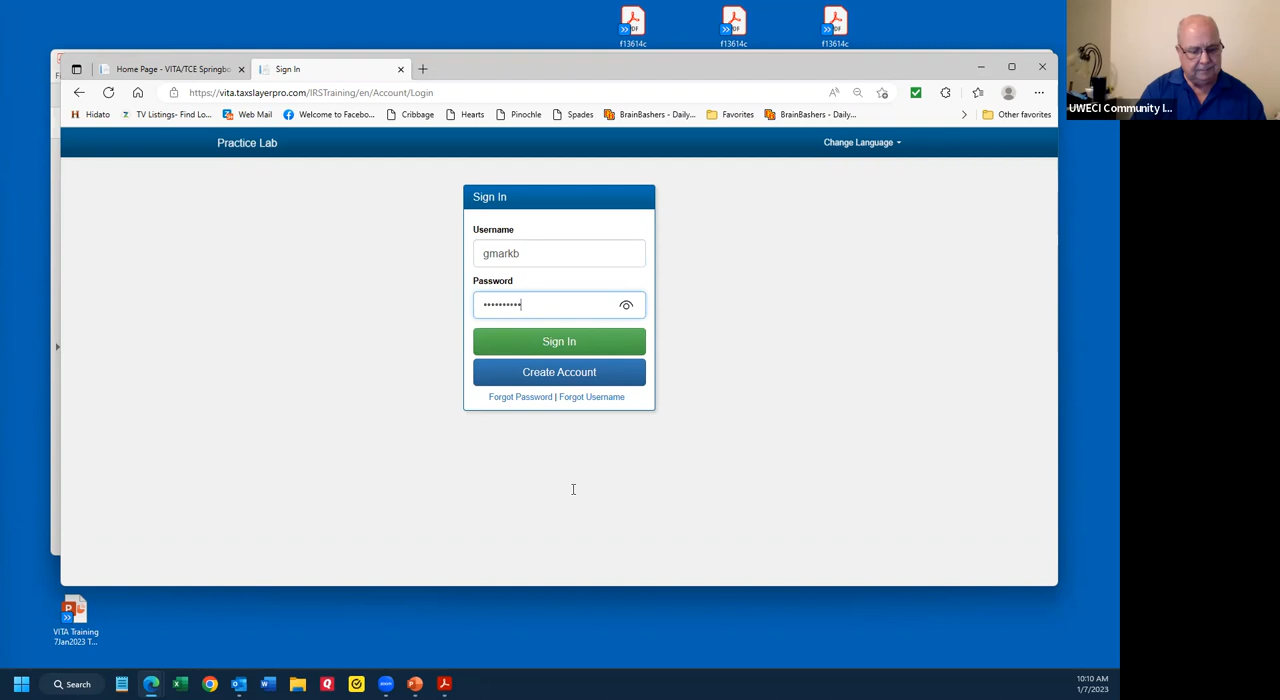 f13614c
f13614c
f13614c
UWECI Community I...
Home Page - VITA/TCE Springbo
Sign In
https://vita.taxslayerpro.com/IRSTraining/en/Account/Login
Hidato
TV Listings- Find Lo...
Web Mail
Welcome to Facebo...
Cribbage
Hearts
Pinochle
Spades
BrainBashers - Daily...
Favorites
BrainBashers - Daily...
Other favorites
Practice Lab
Change Language
Sign In
Username
gmarkb
Password
••••••••••
Sign In
Create Account
Forgot Password | Forgot Username
VITA Training
7Jan2023 T...
Search
10:10 AM
1/7/2023